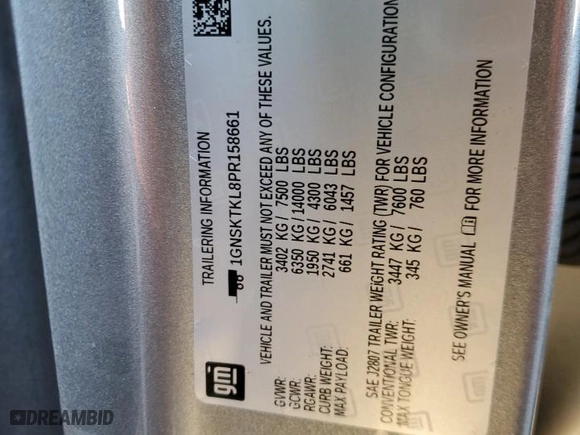 TRAILERING INFORMATION
1GNSKTKL8PR158661
VEHICLE AND TRAILER MUST NOT EXCEED ANY OF THESE VALUES.
GVWR: 3402 KG/ 7500 LBS
GCWR: 6350 KG/14000 LBS
RGAWR: 1950 KG/ 4300 LBS
CURB WEIGHT: 2741 KG/ 6043 LBS
MAX PAYLOAD: 661 KG/ 1457 LBS
SAE J2807 TRAILER WEIGHT RATING (TWR) FOR VEHICLE CONFIGURATION
CONVENTIONAL TWR: 3447 KG/ 7600 LBS
MAX TONGUE WEIGHT: 345 KG/ 760 LBS
SEE OWNER'S MANUAL FOR MORE INFORMATION
gm
DREAMBID